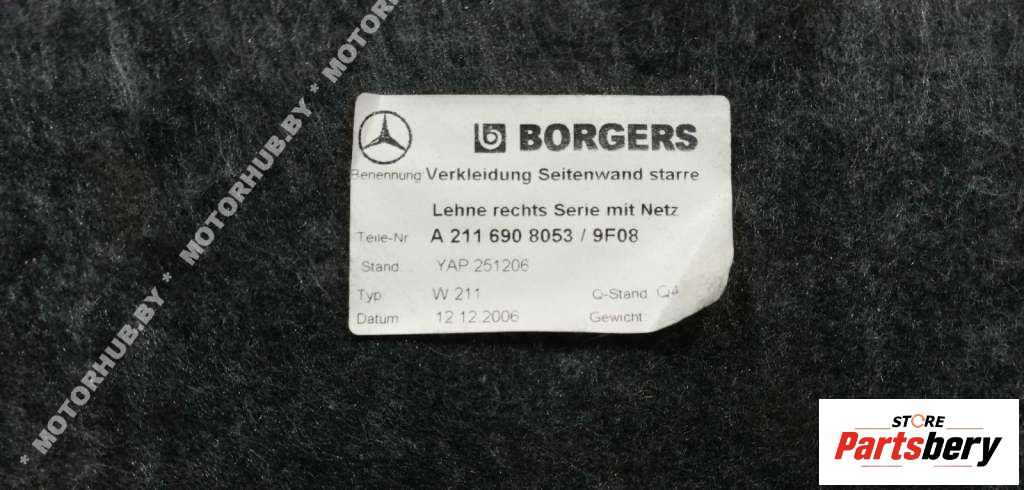 * MOTORHUB.BY * MOTORHUB.BY * MOTORHUB.BY
BORGERS
Benennung Verkleidung Seitenwand starre
Lehne rechts Serie mit Netz
Teile-Nr A 211 690 8053 / 9F08
Stand YAP 251206
Typ W 211 Q-Stand Q4
Datum 12.12.2006 Gewicht:
STORE
Partsbery